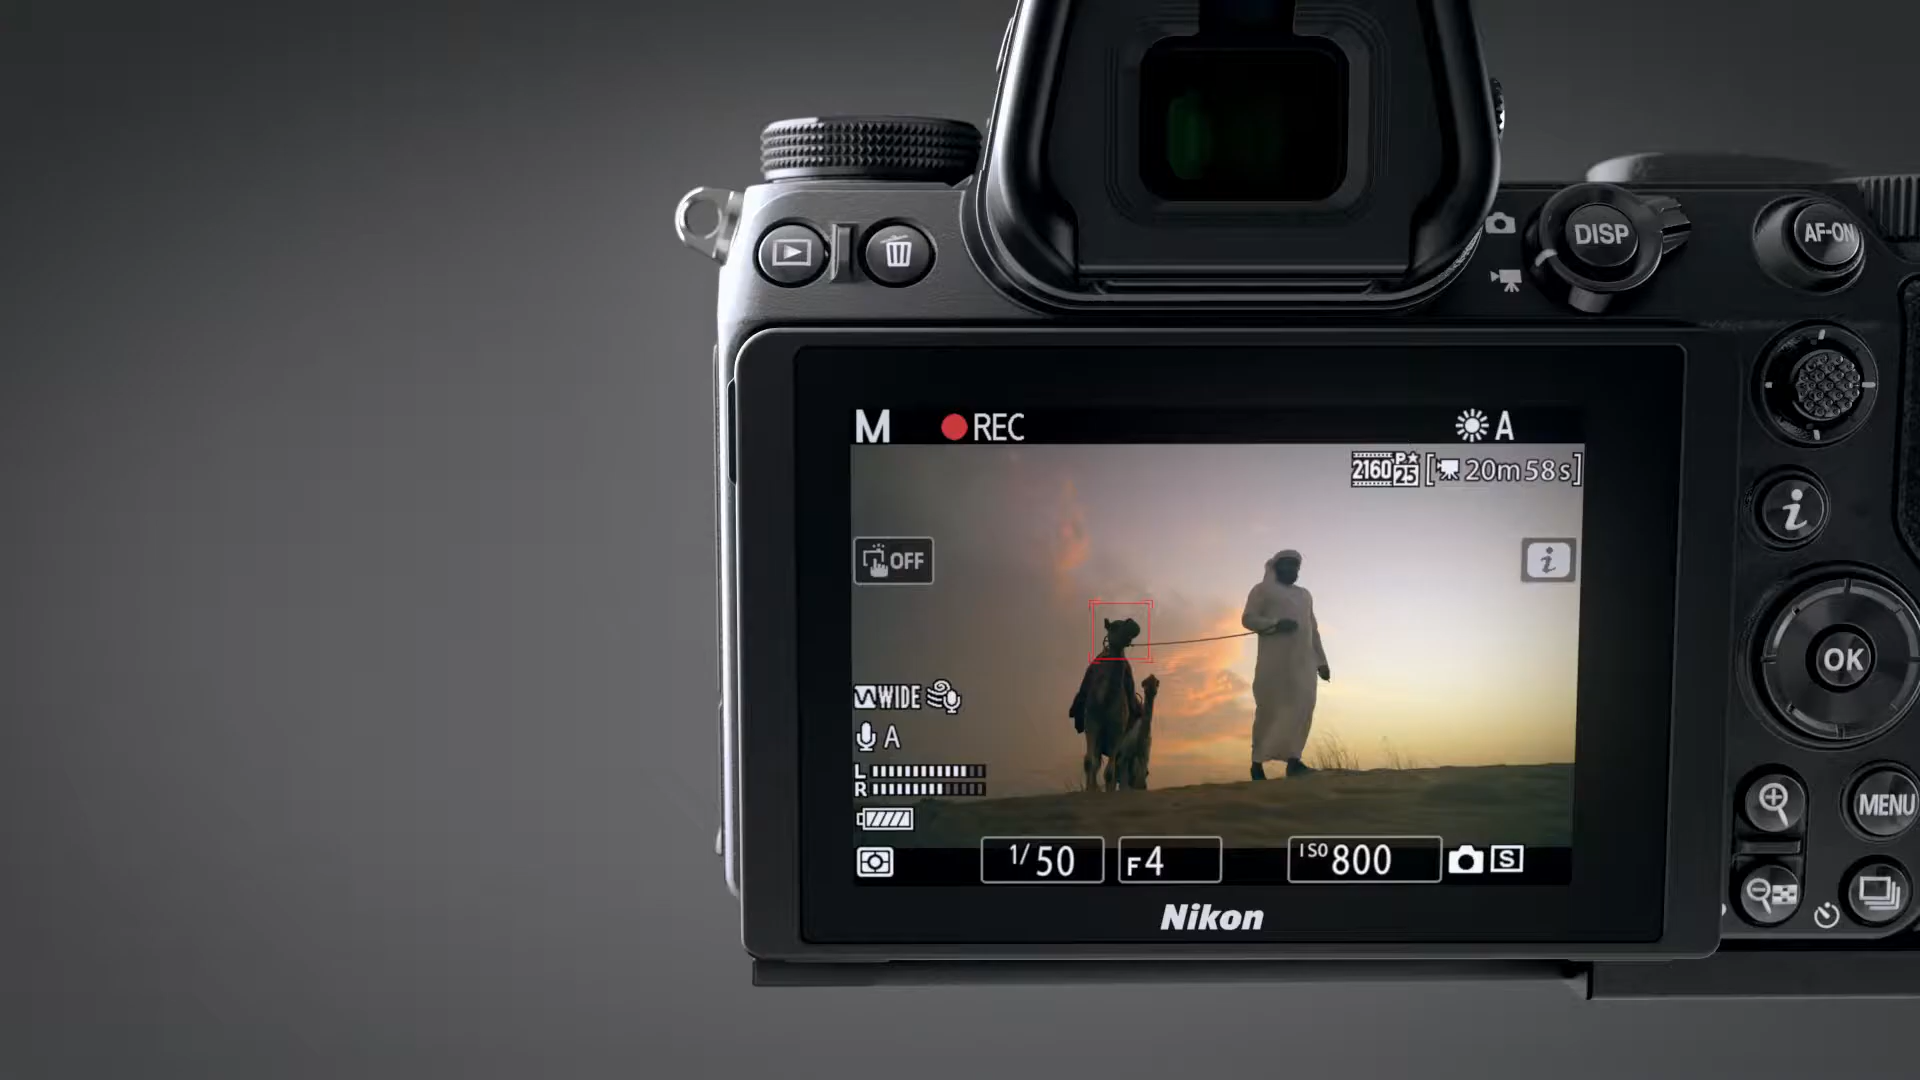 DISP
AF-ON
M REC A
2160 P★ 25 [20m58s]
OFF
i
i
WIDE
A
OK
L
R
MENU
1/50 F4 ISO 800 S
Nikon